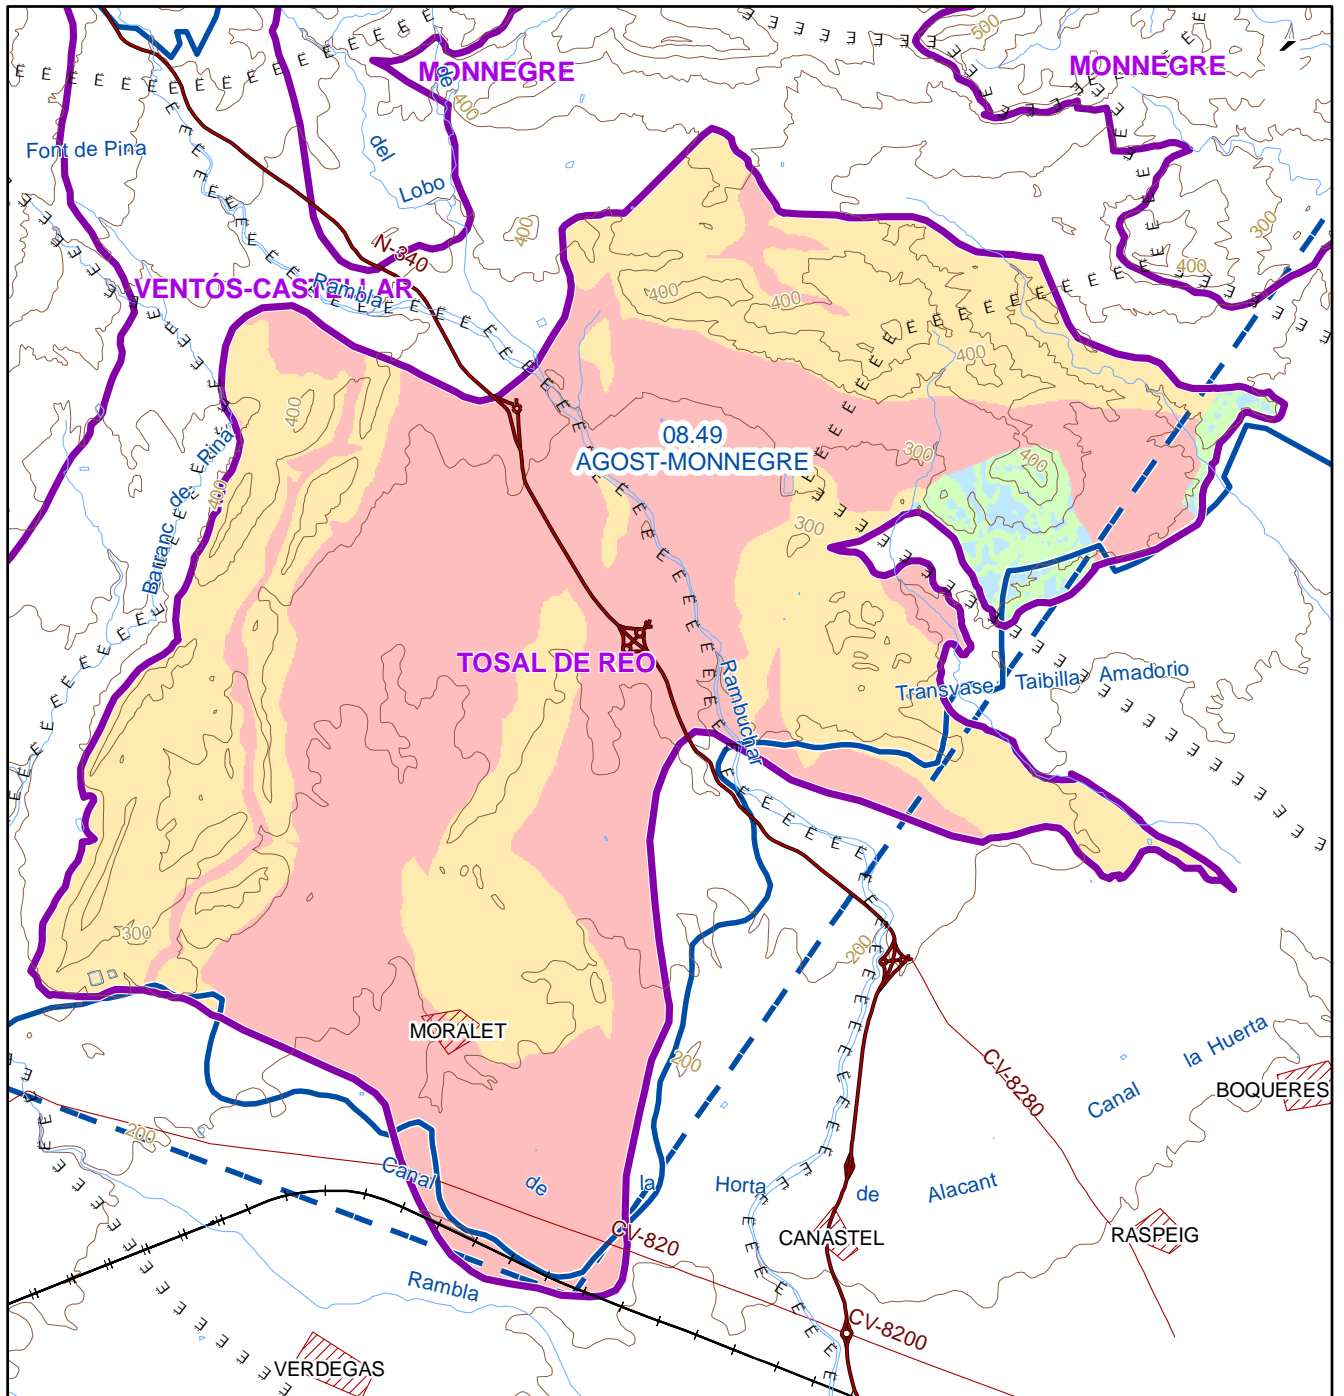 500
MONNEGRE
MONNEGRE
de
400
del
Font de Pina
Lobo
300
400
N-340
400
VENTÓS-CASTELLAR
Rambla
400
400
400
400
08.49
AGOST-MONNEGRE
Rina
300
400
de
400
300
Barranc
TOSAL DE REO
Rambuchar
Transvase Taibilla Amadorio
300
200
MORALET
200
CV-8280
la Huerta
Canal
BOQUERES
200
Canal
de
la
Horta
de
Alacant
CV-820
CANASTEL
RASPEIG
Rambla
CV-8200
VERDEGAS